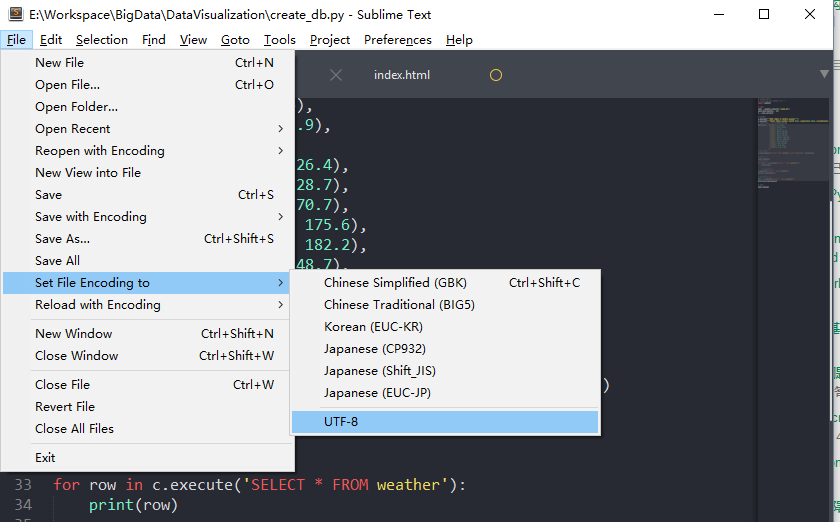 E:\Workspace\BigData\DataVisualization\create_db.py - Sublime Text
File Edit Selection Find View Goto Tools Project Preferences Help
New File Ctrl+N
Open File... Ctrl+O
Open Folder...
Open Recent
Reopen with Encoding
New View into File
Save Ctrl+S
Save with Encoding
Save As... Ctrl+Shift+S
Save All
Set File Encoding to
Reload with Encoding
New Window Ctrl+Shift+N
Close Window Ctrl+Shift+W
Close File Ctrl+W
Revert File
Close All Files
Exit
Chinese Simplified (GBK) Ctrl+Shift+C
Chinese Traditional (BIG5)
Korean (EUC-KR)
Japanese (CP932)
Japanese (Shift_JIS)
Japanese (EUC-JP)
UTF-8
index.html
),
.9),
26.4),
28.7),
70.7),
175.6),
182.2),
48.7),
)
33 for row in c.execute('SELECT * FROM weather'):
34 print(row)